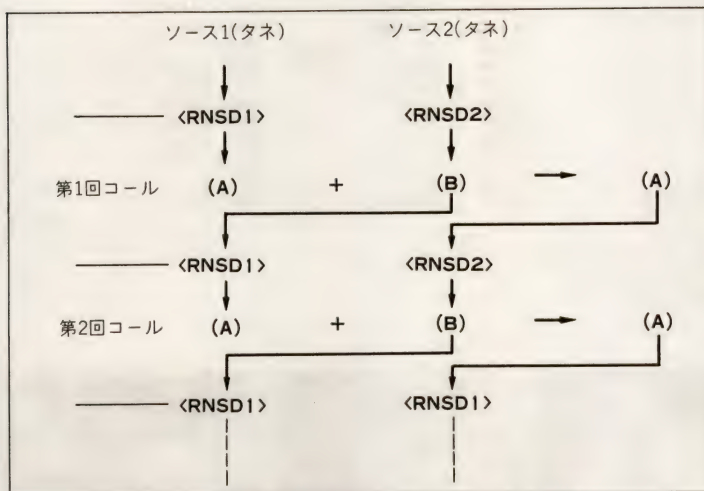 ソース1(タネ) ソース2(タネ)
〈RNSD1〉 〈RNSD2〉
第1回コール (A) + (B) → (A)
〈RNSD1〉 〈RNSD2〉
第2回コール (A) + (B) → (A)
〈RNSD1〉 〈RNSD1〉